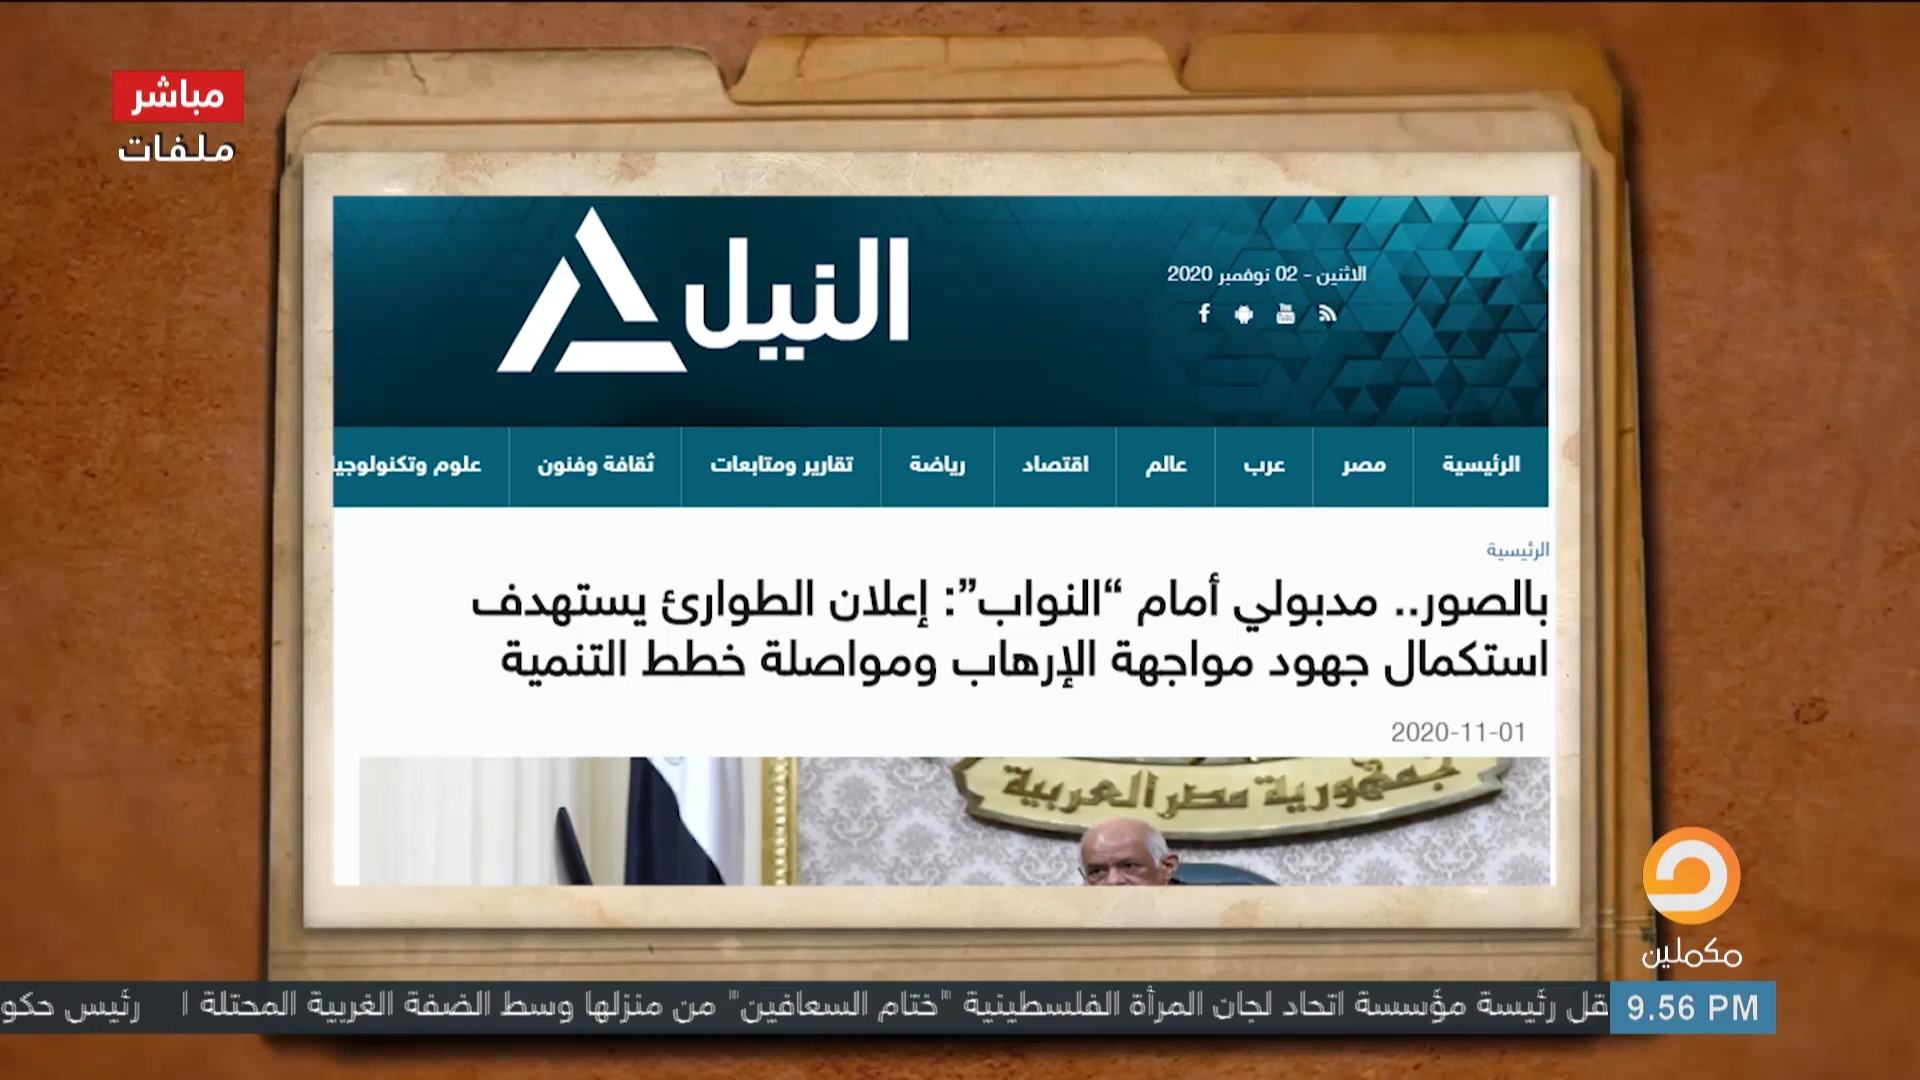 مباشر
ملفات
النيل
الاثنين - 02 نوفمبر 2020
الرئيسية
مصر
عرب
عالم
اقتصاد
رياضة
تقارير ومتابعات
ثقافة وفنون
علوم وتكنولوجيا
الرئيسية
بالصور.. مدبولي أمام “النواب”: إعلان الطوارئ يستهدف
استكمال جهود مواجهة الإرهاب ومواصلة خطط التنمية
2020-11-01
جمهورية مصر العربية
مكملين
رئيسة مؤسسة اتحاد لجان المرأة الفلسطينية "ختام السعافين" من منزلها وسط الضفة الغربية المحتلة | رئيس
9.56 PM